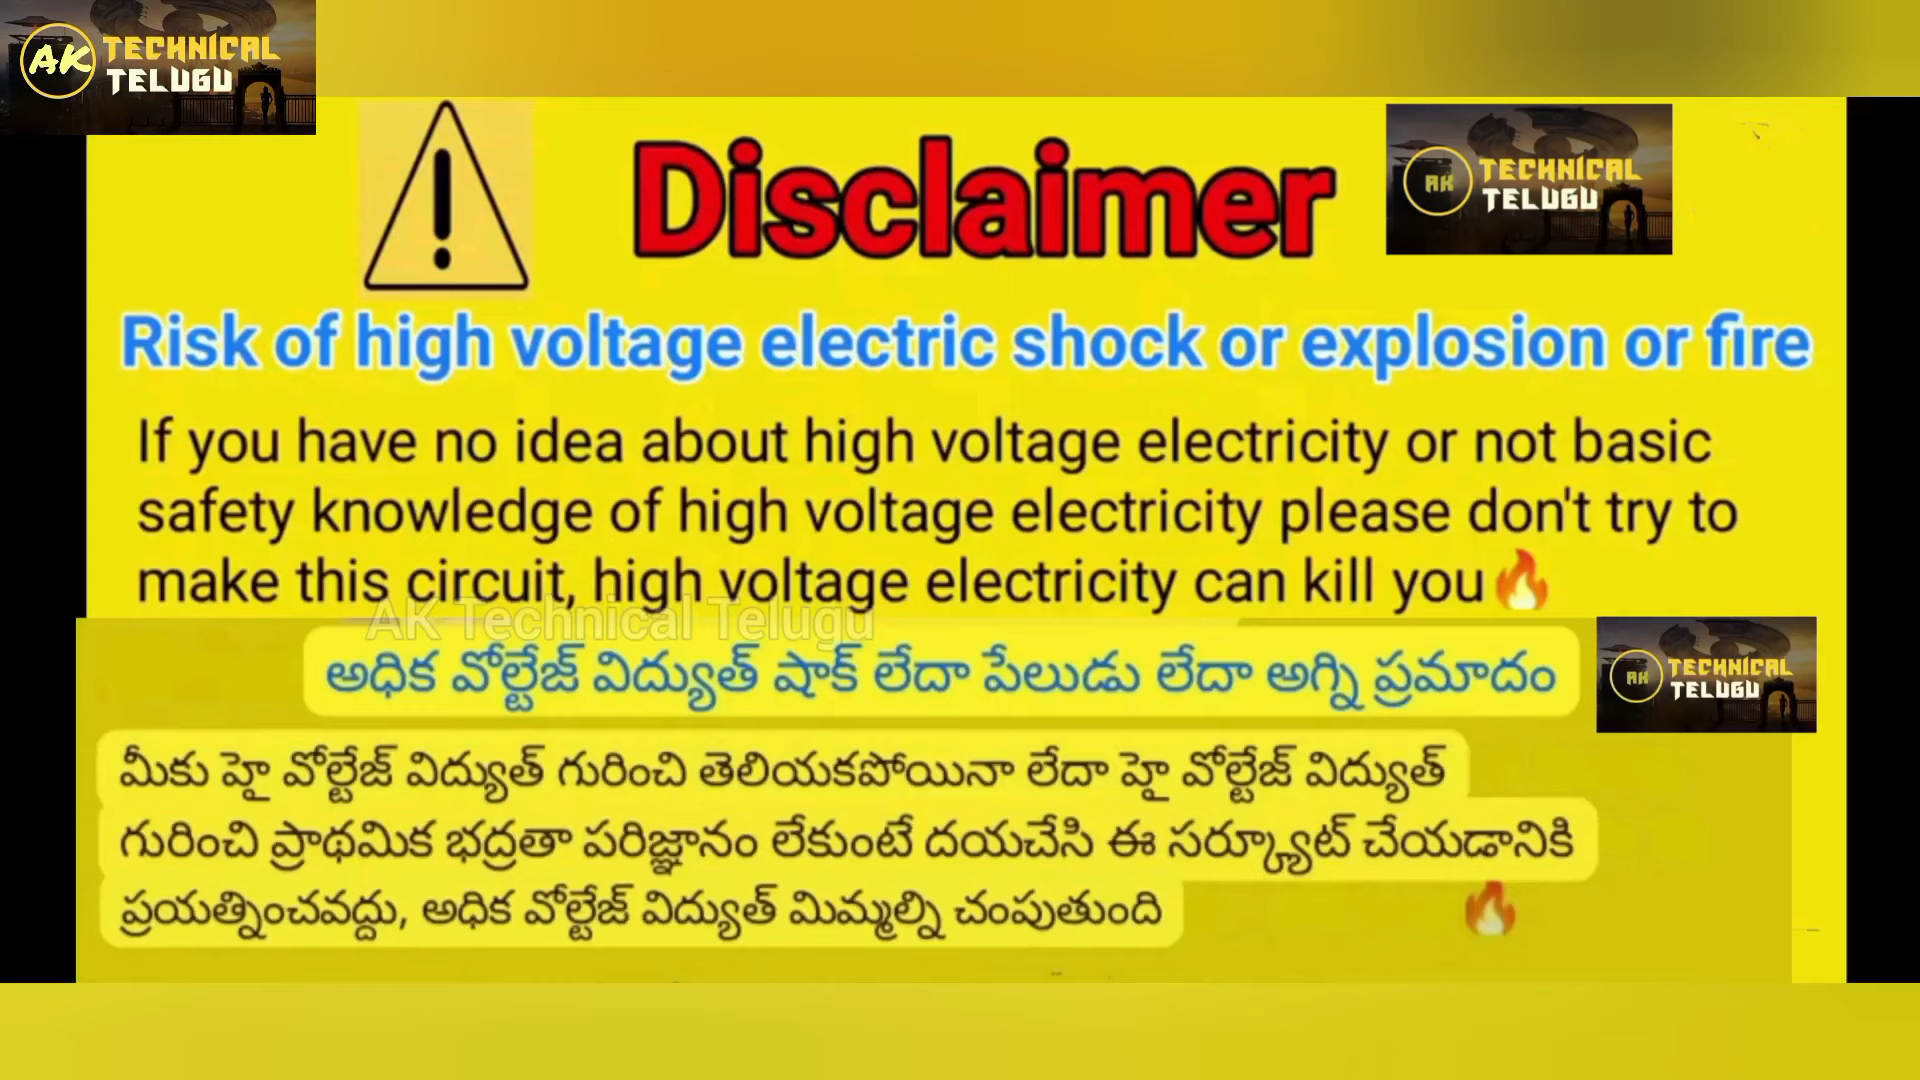 AK TECHNICAL
TELUGU
Disclaimer
AK TECHNICAL
TELUGU
Risk of high voltage electric shock or explosion or fire
If you have no idea about high voltage electricity or not basic
safety knowledge of high voltage electricity please don't try to
make this circuit, high voltage electricity can kill you🔥
AK Technical Telugu
అధిక వోల్టేజ్ విద్యుత్ షాక్ లేదా పేలుడు లేదా అగ్ని ప్రమాదం
AK TECHNICAL
TELUGU
మీకు హై వోల్టేజ్ విద్యుత్ గురించి తెలియకపోయినా లేదా హై వోల్టేజ్ విద్యుత్
గురించి ప్రాథమిక భద్రతా పరిజ్ఞానం లేకుంటే దయచేసి ఈ సర్క్యూట్ చేయడానికి
ప్రయత్నించవద్దు, అధిక వోల్టేజ్ విద్యుత్ మిమ్మల్ని చంపుతుంది 🔥